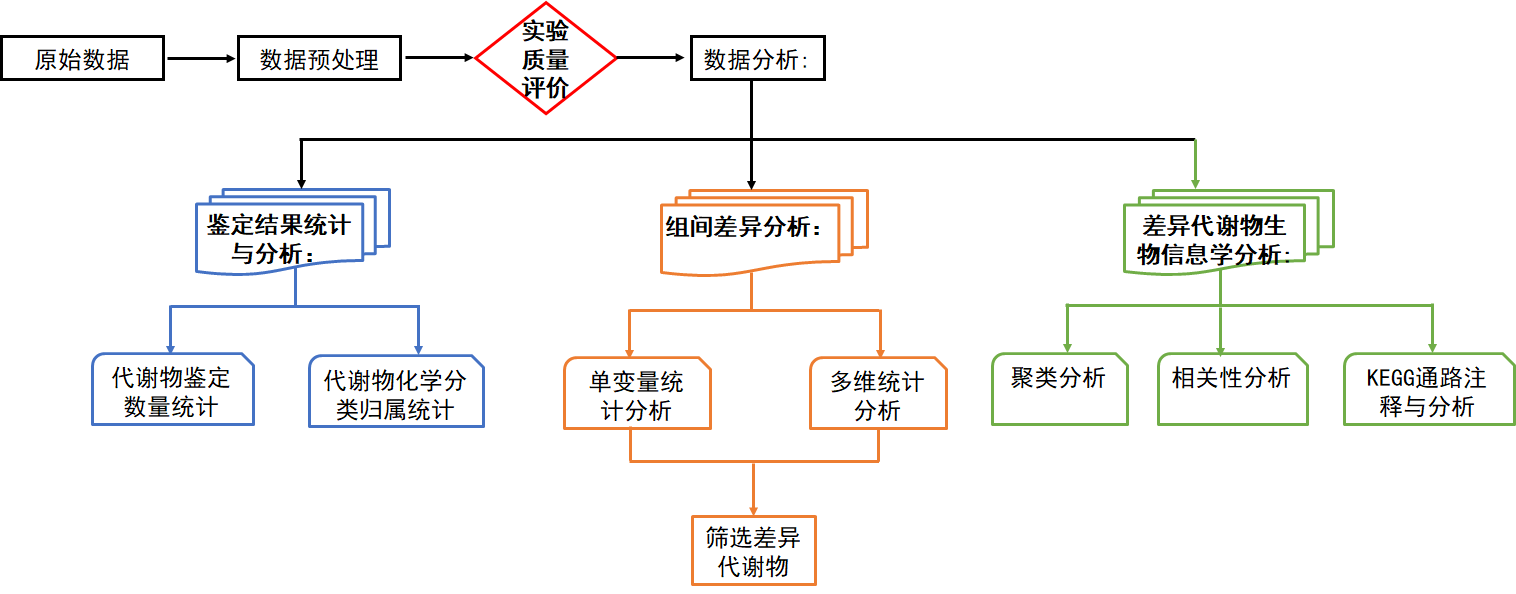 原始数据
数据预处理
实验
质量
评价
数据分析:
鉴定结果统计
与分析：
组间差异分析：
差异代谢物生
物信息学分析:
代谢物鉴定
数量统计
代谢物化学分
类归属统计
单变量统
计分析
多维统计
分析
聚类分析
相关性分析
KEGG通路注
释与分析
筛选差异
代谢物